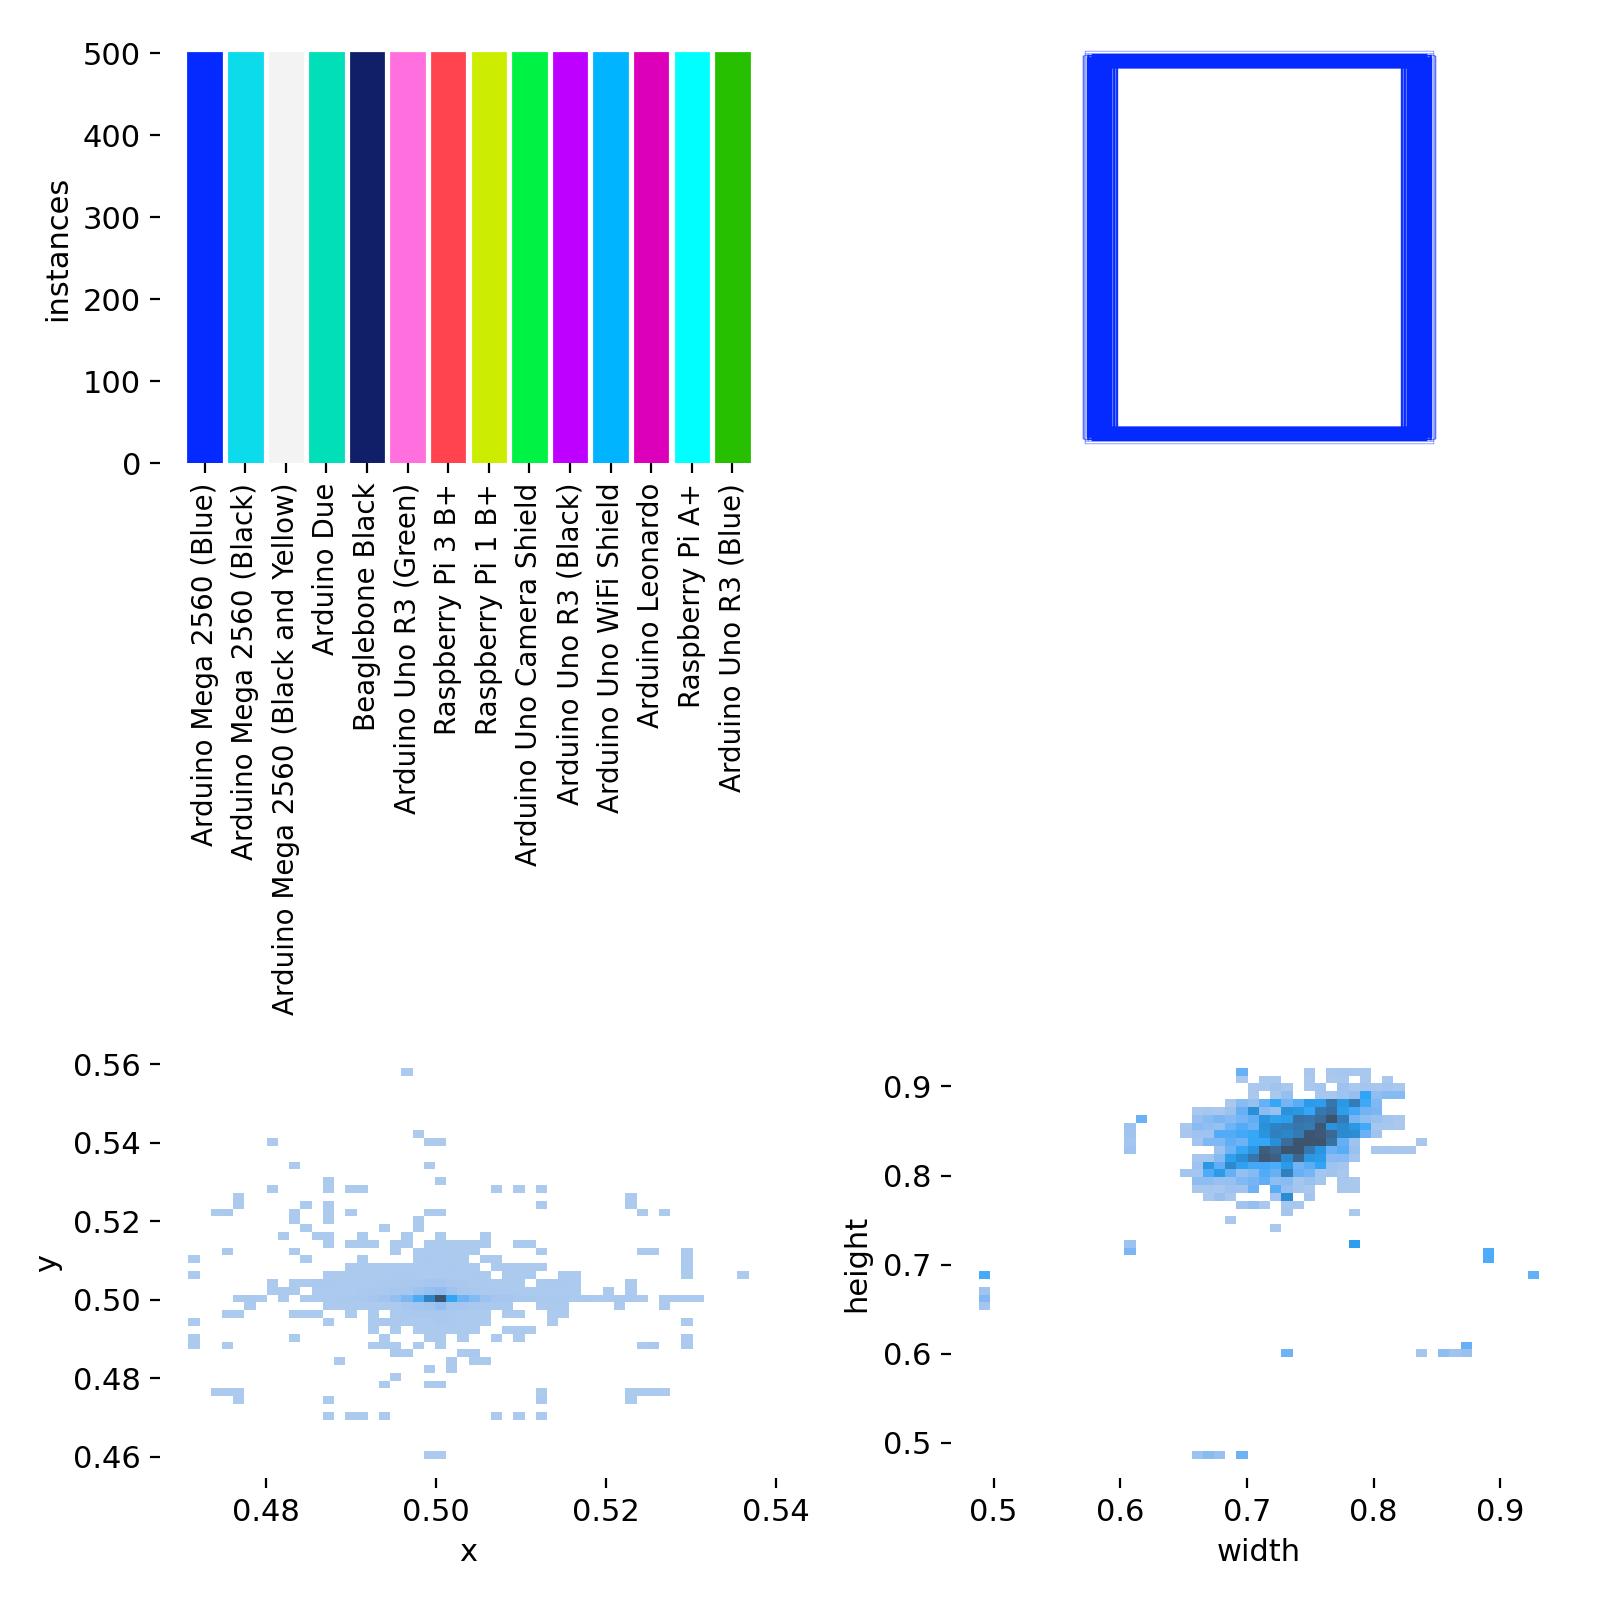 500
400
300
200
100
0
instances
Arduino Mega 2560 (Blue)
Arduino Mega 2560 (Black)
Arduino Mega 2560 (Black and Yellow)
Arduino Due
Beaglebone Black
Arduino Uno R3 (Green)
Raspberry Pi 3 B+
Raspberry Pi 1 B+
Arduino Uno Camera Shield
Arduino Uno R3 (Black)
Arduino Uno WiFi Shield
Arduino Leonardo
Raspberry Pi A+
Arduino Uno R3 (Blue)
0.56
0.54
0.52
0.50
0.48
0.46
y
0.48 0.50 0.52 0.54
x
0.9
0.8
0.7
0.6
0.5
height
0.5 0.6 0.7 0.8 0.9
width